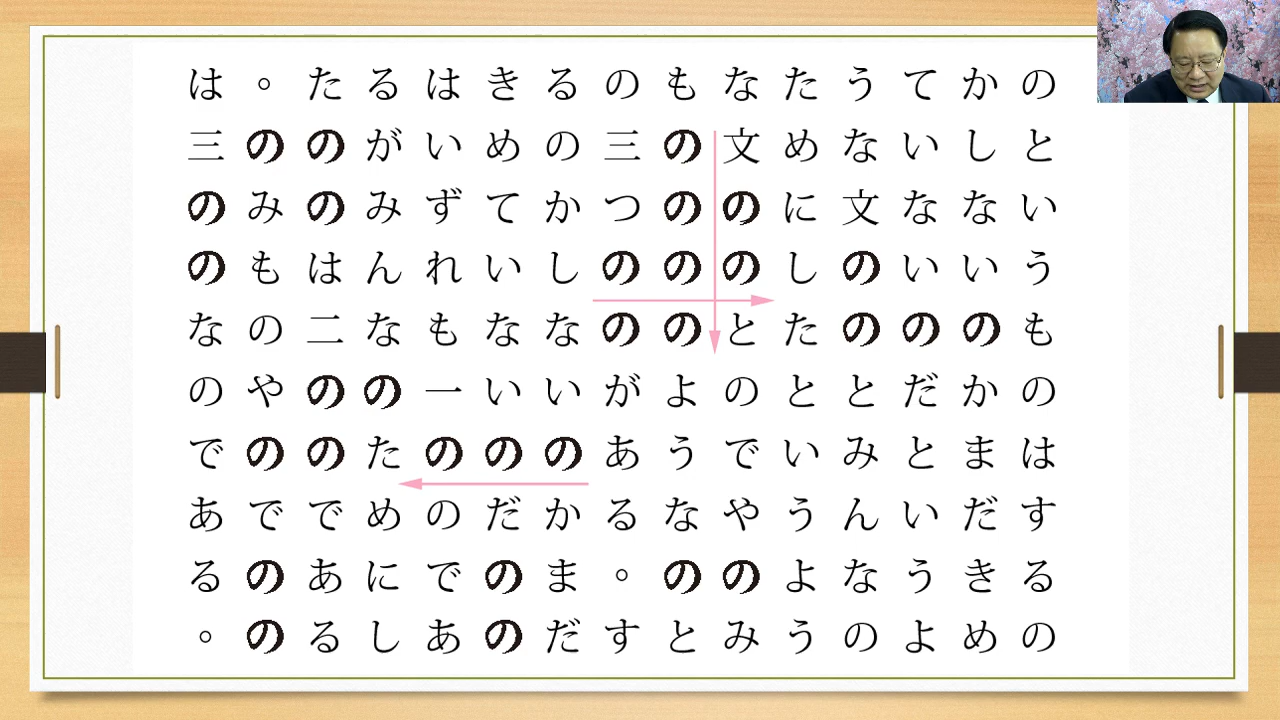 のというものはするの
かしないのかまだきめ
ていないのだというよ
うな文ののとみんなの
ためにしたというよう
な文ののとのでやのみ
もののののようなのと
の三つののがある。す
るのかしないのかまだ
きめていないのだのの
はいずれも一ののであ
るがみんなのためにし
たののは二ののである
。のみものやのでのの
は三ののなのである。